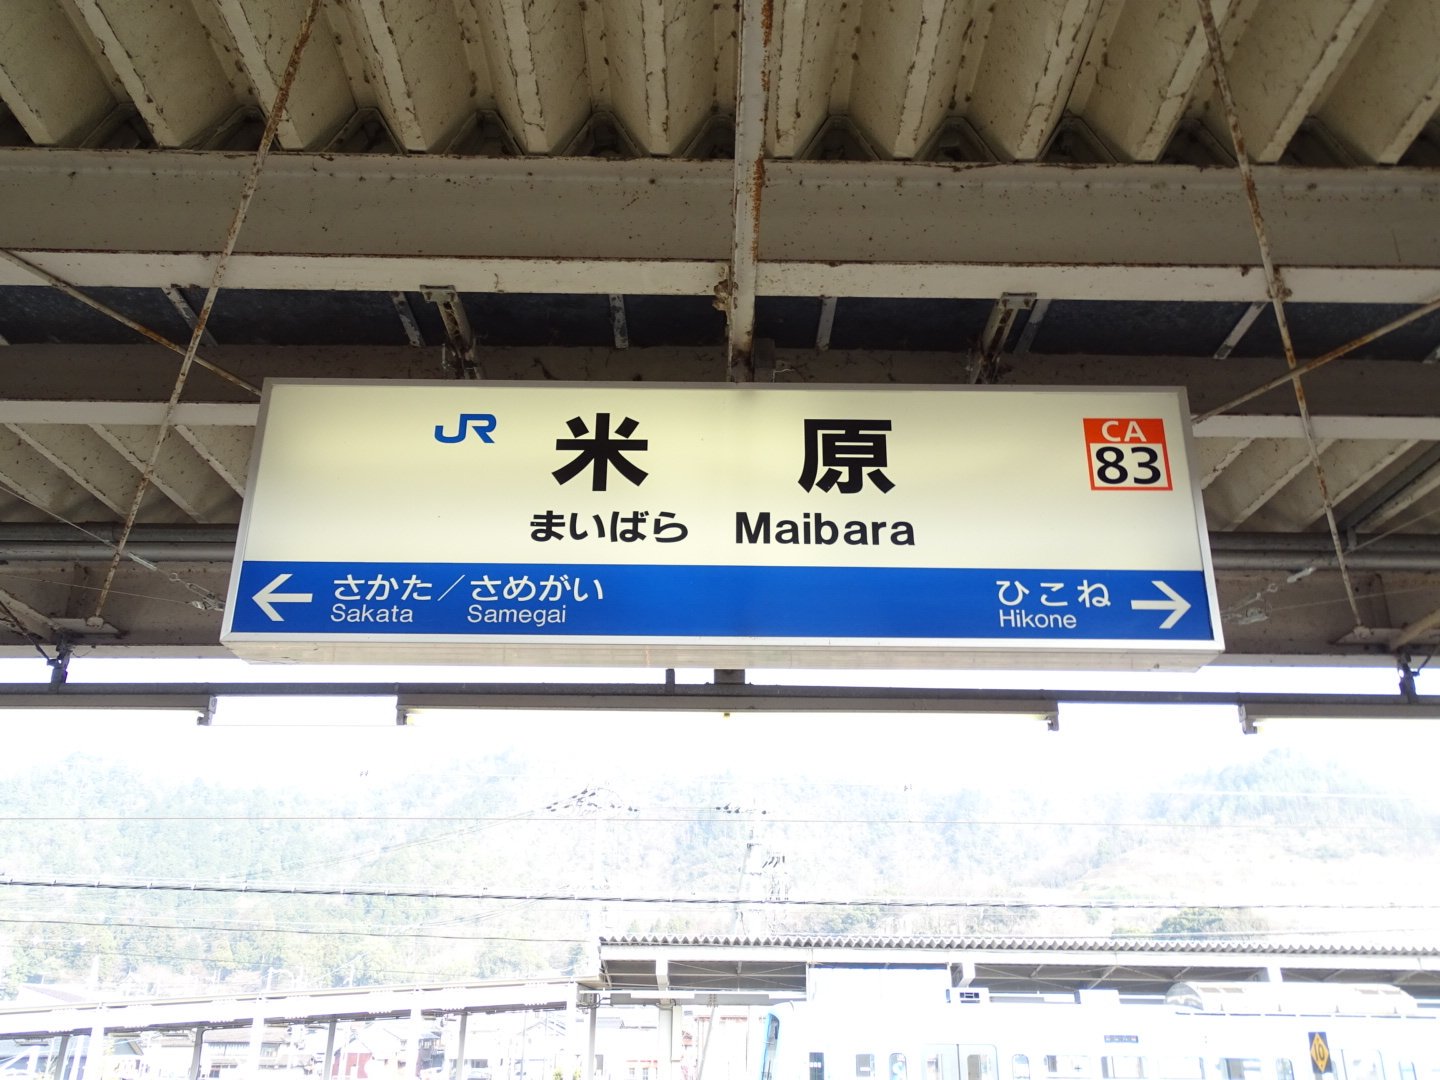 JR 米原 CA 83
まいばら Maibara
← さかた／さめがい ひこね →
Sakata Samegai Hikone